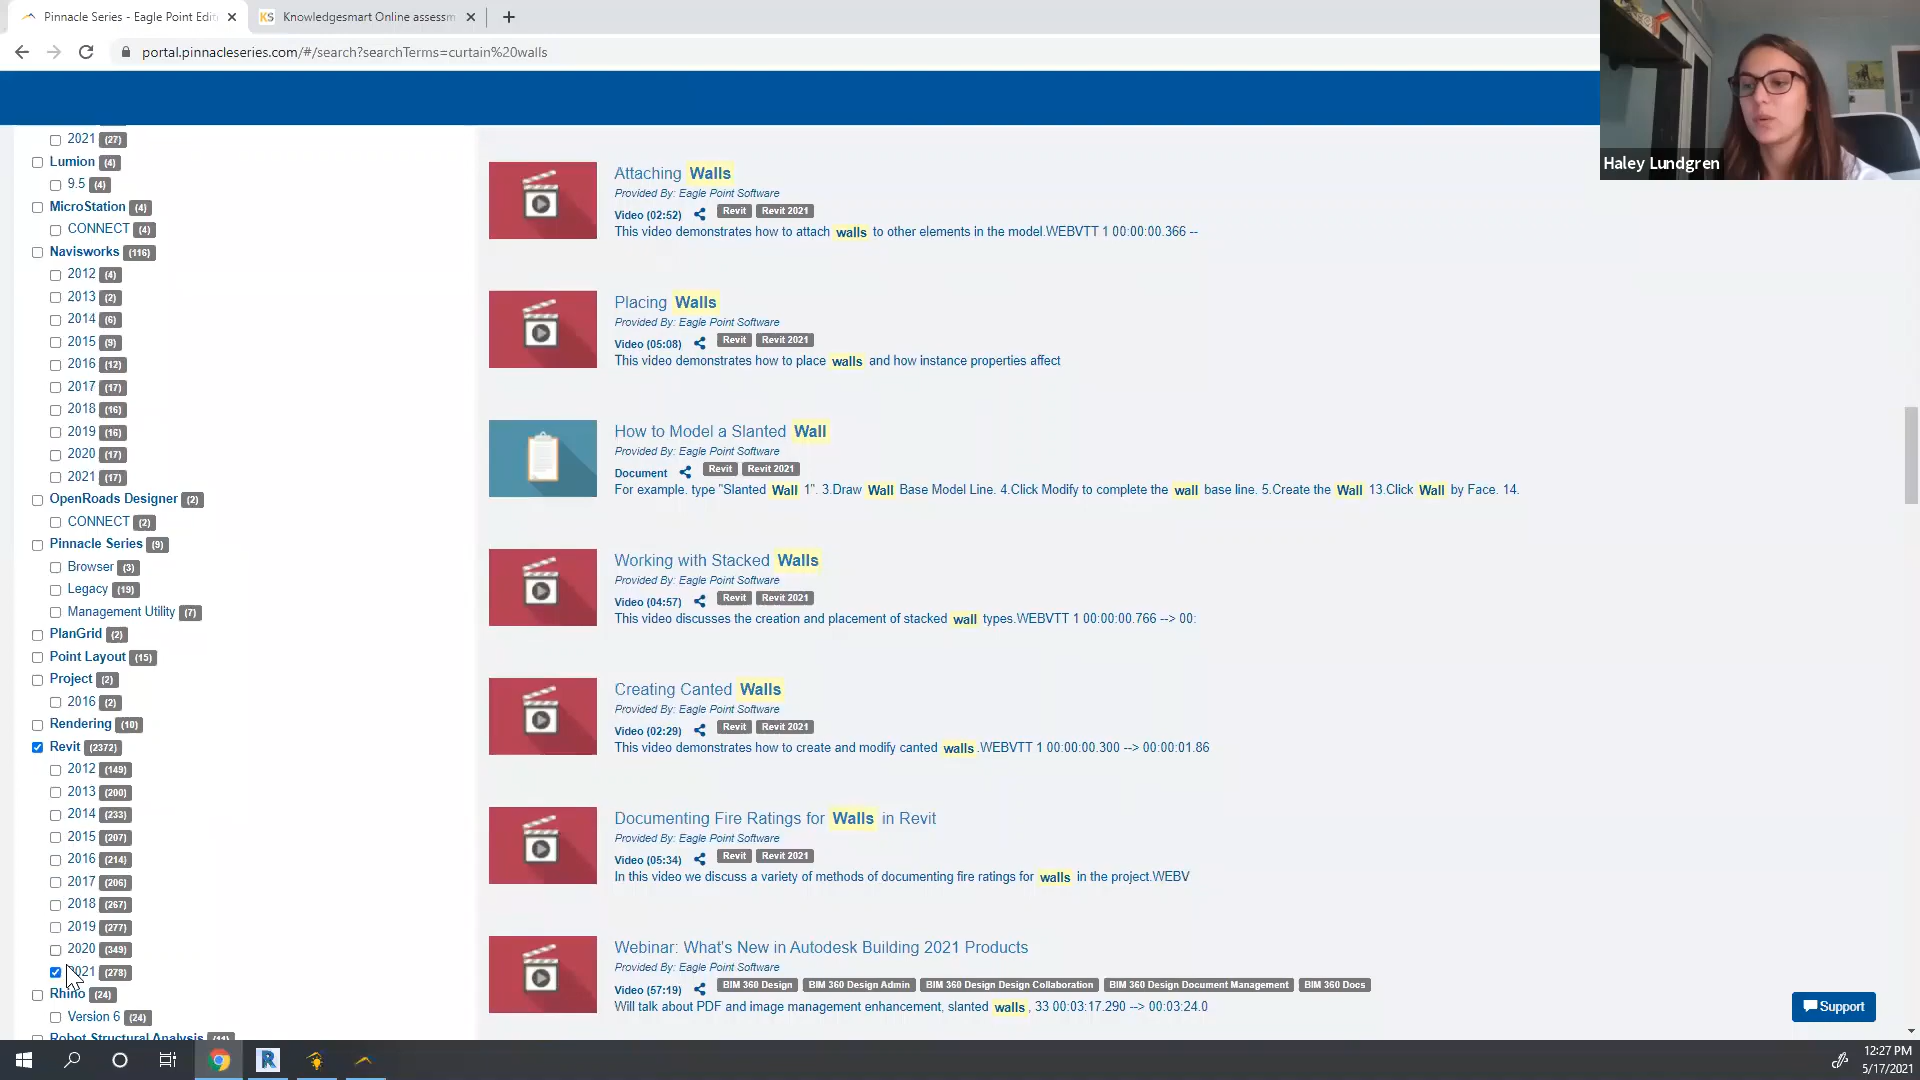 Pinnacle Series - Eagle Point Edit
KS Knowledgesmart Online assessm
portal.pinnacleseries.com/#/search?searchTerms=curtain%20walls
Haley Lundgren
2021 (27)
Lumion (4)
9.5 (4)
MicroStation (4)
CONNECT (4)
Navisworks (116)
2012 (4)
2013 (2)
2014 (6)
2015 (9)
2016 (12)
2017 (17)
2018 (16)
2019 (16)
2020 (17)
2021 (17)
OpenRoads Designer (2)
CONNECT (2)
Pinnacle Series (9)
Browser (3)
Legacy (19)
Management Utility (7)
PlanGrid (2)
Point Layout (15)
Project (2)
2016 (2)
Rendering (10)
Revit (2372)
2012 (149)
2013 (200)
2014 (233)
2015 (207)
2016 (214)
2017 (206)
2018 (267)
2019 (277)
2020 (349)
2021 (278)
Rhino (24)
Version 6 (24)
Robot Structural Analysis (11)
Attaching Walls
Provided By: Eagle Point Software
Video (02:52) Revit Revit 2021
This video demonstrates how to attach walls to other elements in the model.WEBVTT 1 00:00:00.366 --
Placing Walls
Provided By: Eagle Point Software
Video (05:08) Revit Revit 2021
This video demonstrates how to place walls and how instance properties affect
How to Model a Slanted Wall
Provided By: Eagle Point Software
Document Revit Revit 2021
For example. type "Slanted Wall 1". 3.Draw Wall Base Model Line. 4.Click Modify to complete the wall base line. 5.Create the Wall 13.Click Wall by Face. 14.
Working with Stacked Walls
Provided By: Eagle Point Software
Video (04:57) Revit Revit 2021
This video discusses the creation and placement of stacked wall types.WEBVTT 1 00:00:00.766 --> 00:
Creating Canted Walls
Provided By: Eagle Point Software
Video (02:29) Revit Revit 2021
This video demonstrates how to create and modify canted walls .WEBVTT 1 00:00:00.300 --> 00:00:01.86
Documenting Fire Ratings for Walls in Revit
Provided By: Eagle Point Software
Video (05:34) Revit Revit 2021
In this video we discuss a variety of methods of documenting fire ratings for walls in the project.WEBV
Webinar: What's New in Autodesk Building 2021 Products
Provided By: Eagle Point Software
Video (57:19) BIM 360 Design BIM 360 Design Admin BIM 360 Design Design Collaboration BIM 360 Design Document Management BIM 360 Docs
Will talk about PDF and image management enhancement, slanted walls , 33 00:03:17.290 --> 00:03:24.0
Support
R
12:27 PM
5/17/2021